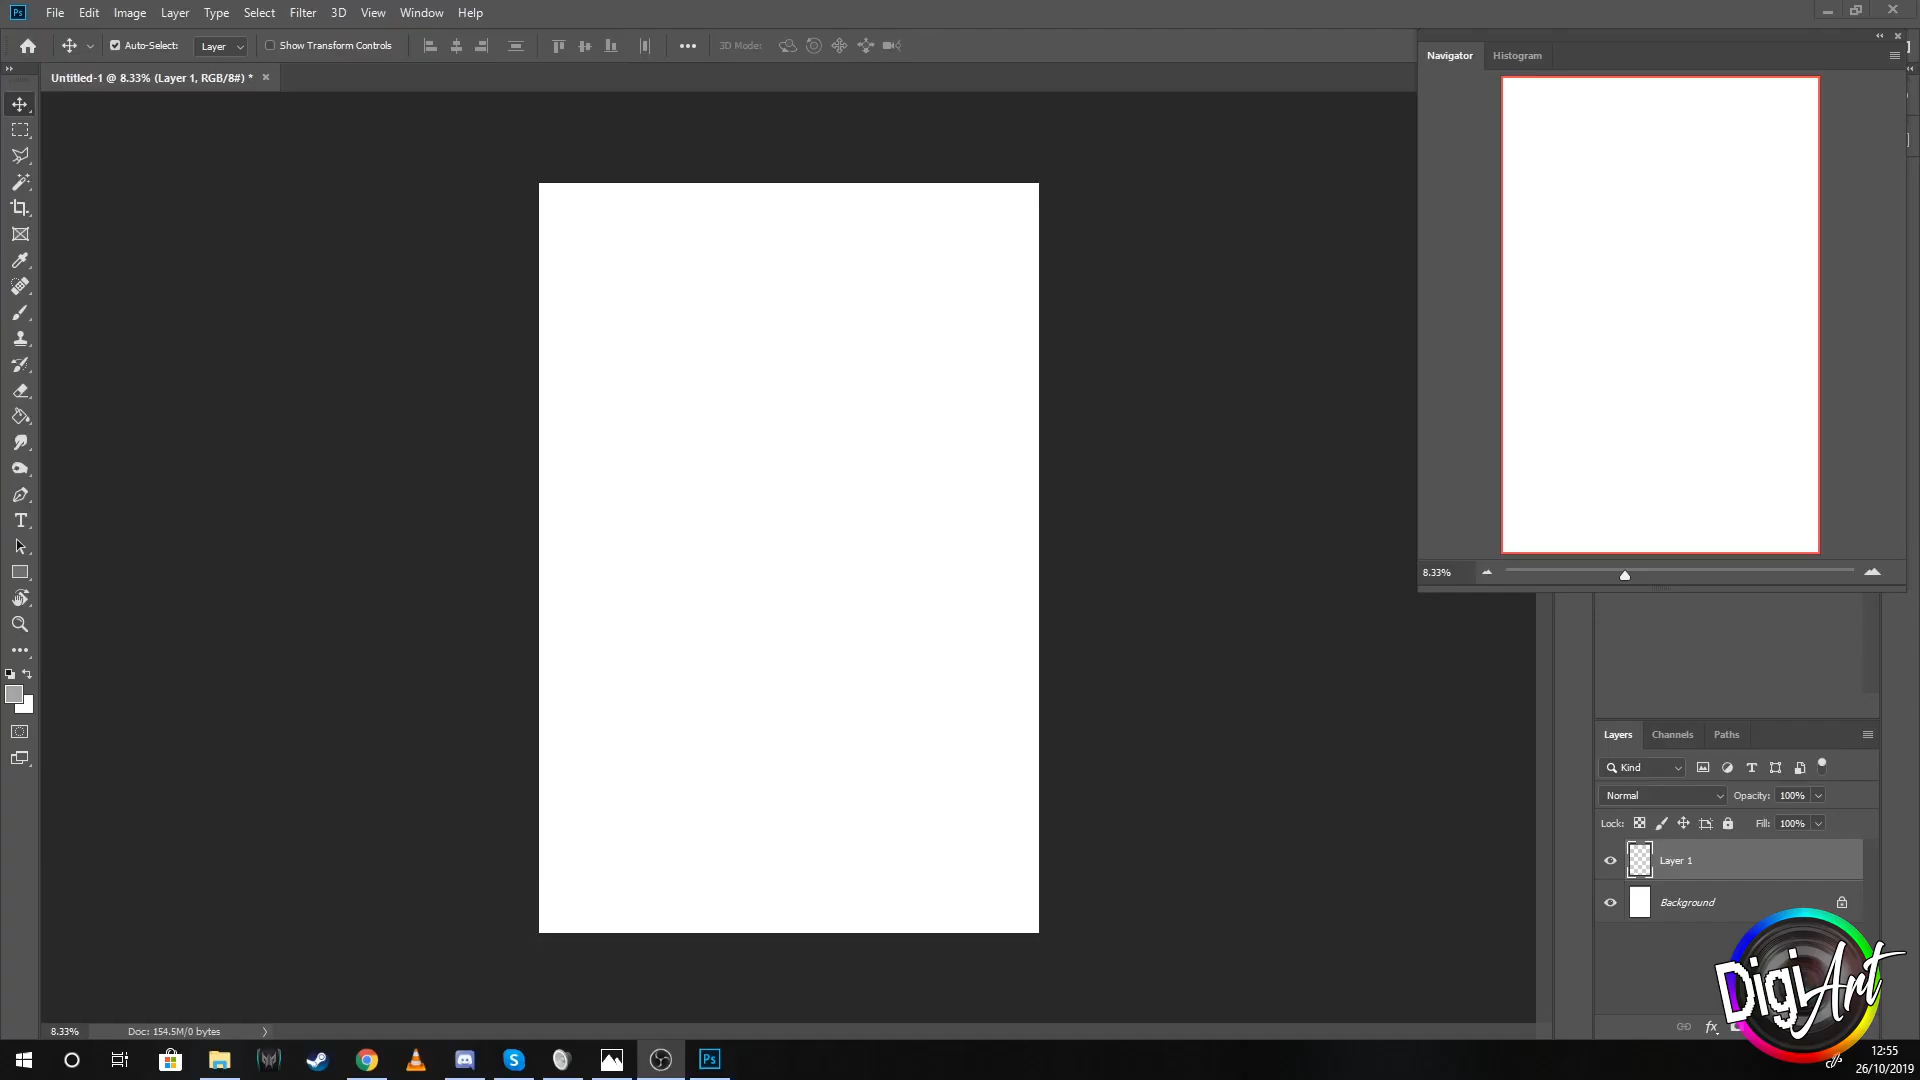 Ps File Edit Image Layer Type Select Filter 3D View Window Help
Auto-Select: Layer Show Transform Controls 3D Mode:
Untitled-1 @ 8.33% (Layer 1, RGB/8#) *
Navigator Histogram
8.33%
Layers Channels Paths
Kind
Normal Opacity: 100%
Lock: Fill: 100%
Layer 1
Background
DigiArt
fx
8.33% Doc: 154.5M/0 bytes
Ps
12:55
26/10/2019